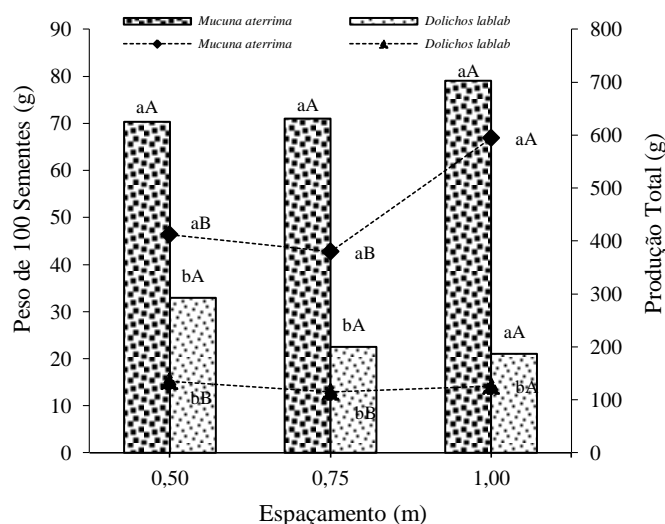 90
80
70
60
50
40
30
20
10
0
Peso de 100 Sementes (g)
Mucuna aterrima
Dolichos lablab
Mucuna aterrima
Dolichos lablab
aA
aA
aA
aB
aB
aA
bA
bA
aA
bB
bB
bA
800
700
600
500
400
300
200
100
0
Produção Total (g)
0,50
0,75
1,00
Espaçamento (m)